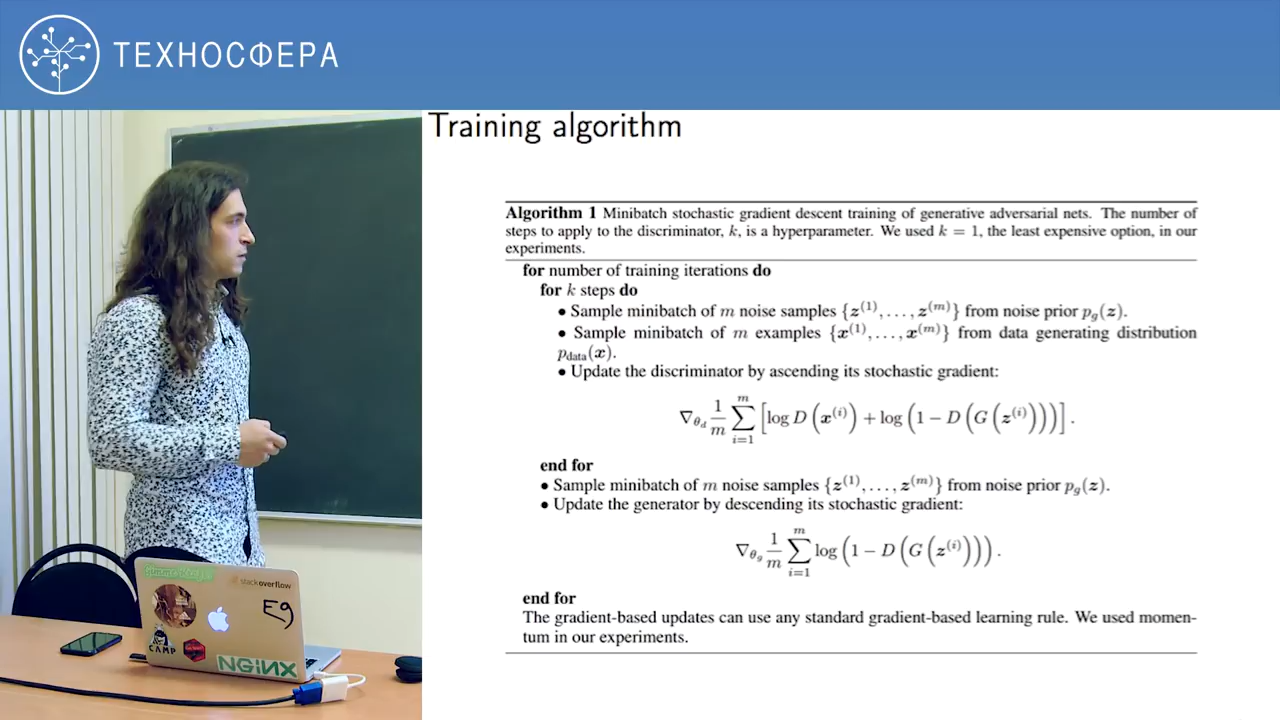 ТЕХНОСФЕРА
Training algorithm
Algorithm 1 Minibatch stochastic gradient descent training of generative adversarial nets. The number of
steps to apply to the discriminator, k, is a hyperparameter. We used k = 1, the least expensive option, in our
experiments.
for number of training iterations do
for k steps do
• Sample minibatch of m noise samples {z^(1), . . . , z^(m)} from noise prior p_g(z).
• Sample minibatch of m examples {x^(1), . . . , x^(m)} from data generating distribution
p_data(x).
• Update the discriminator by ascending its stochastic gradient:
∇_θ_d 1/m ∑_{i=1}^{m} [log D (x^(i)) + log (1 − D (G (z^(i))))] .
end for
• Sample minibatch of m noise samples {z^(1), . . . , z^(m)} from noise prior p_g(z).
• Update the generator by descending its stochastic gradient:
∇_θ_g 1/m ∑_{i=1}^{m} log (1 − D (G (z^(i)))) .
end for
The gradient-based updates can use any standard gradient-based learning rule. We used momen-
tum in our experiments.
stackoverflow
E9
CAMP
NGINX